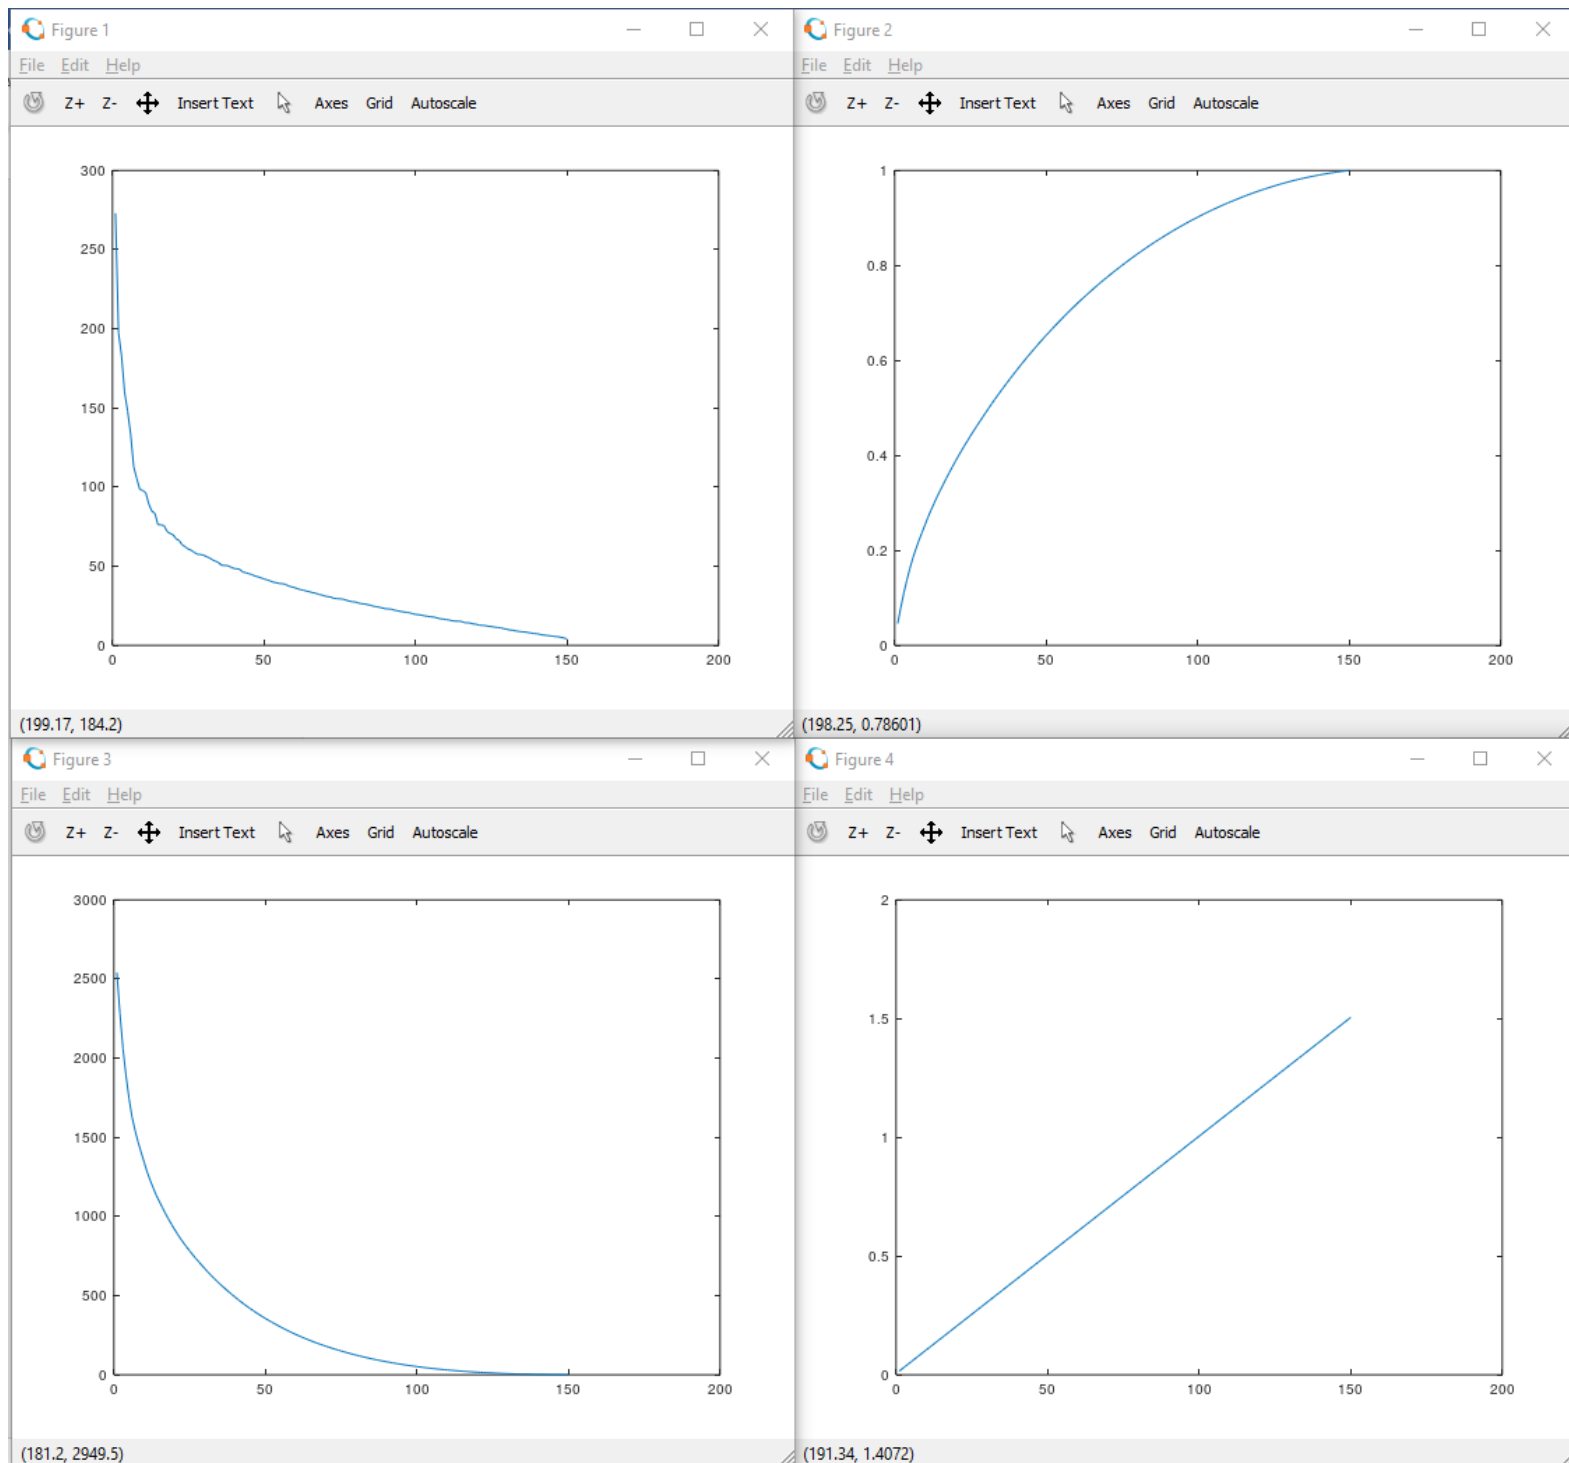 Figure 1
File Edit Help
Z+ Z- Insert Text Axes Grid Autoscale
300
250
200
150
100
50
0
0 50 100 150 200
(199.17, 184.2)
Figure 2
File Edit Help
Z+ Z- Insert Text Axes Grid Autoscale
1
0.8
0.6
0.4
0.2
0
0 50 100 150 200
(198.25, 0.78601)
Figure 3
File Edit Help
Z+ Z- Insert Text Axes Grid Autoscale
3000
2500
2000
1500
1000
500
0
0 50 100 150 200
(181.2, 2949.5)
Figure 4
File Edit Help
Z+ Z- Insert Text Axes Grid Autoscale
2
1.5
1
0.5
0
0 50 100 150 200
(191.34, 1.4072)